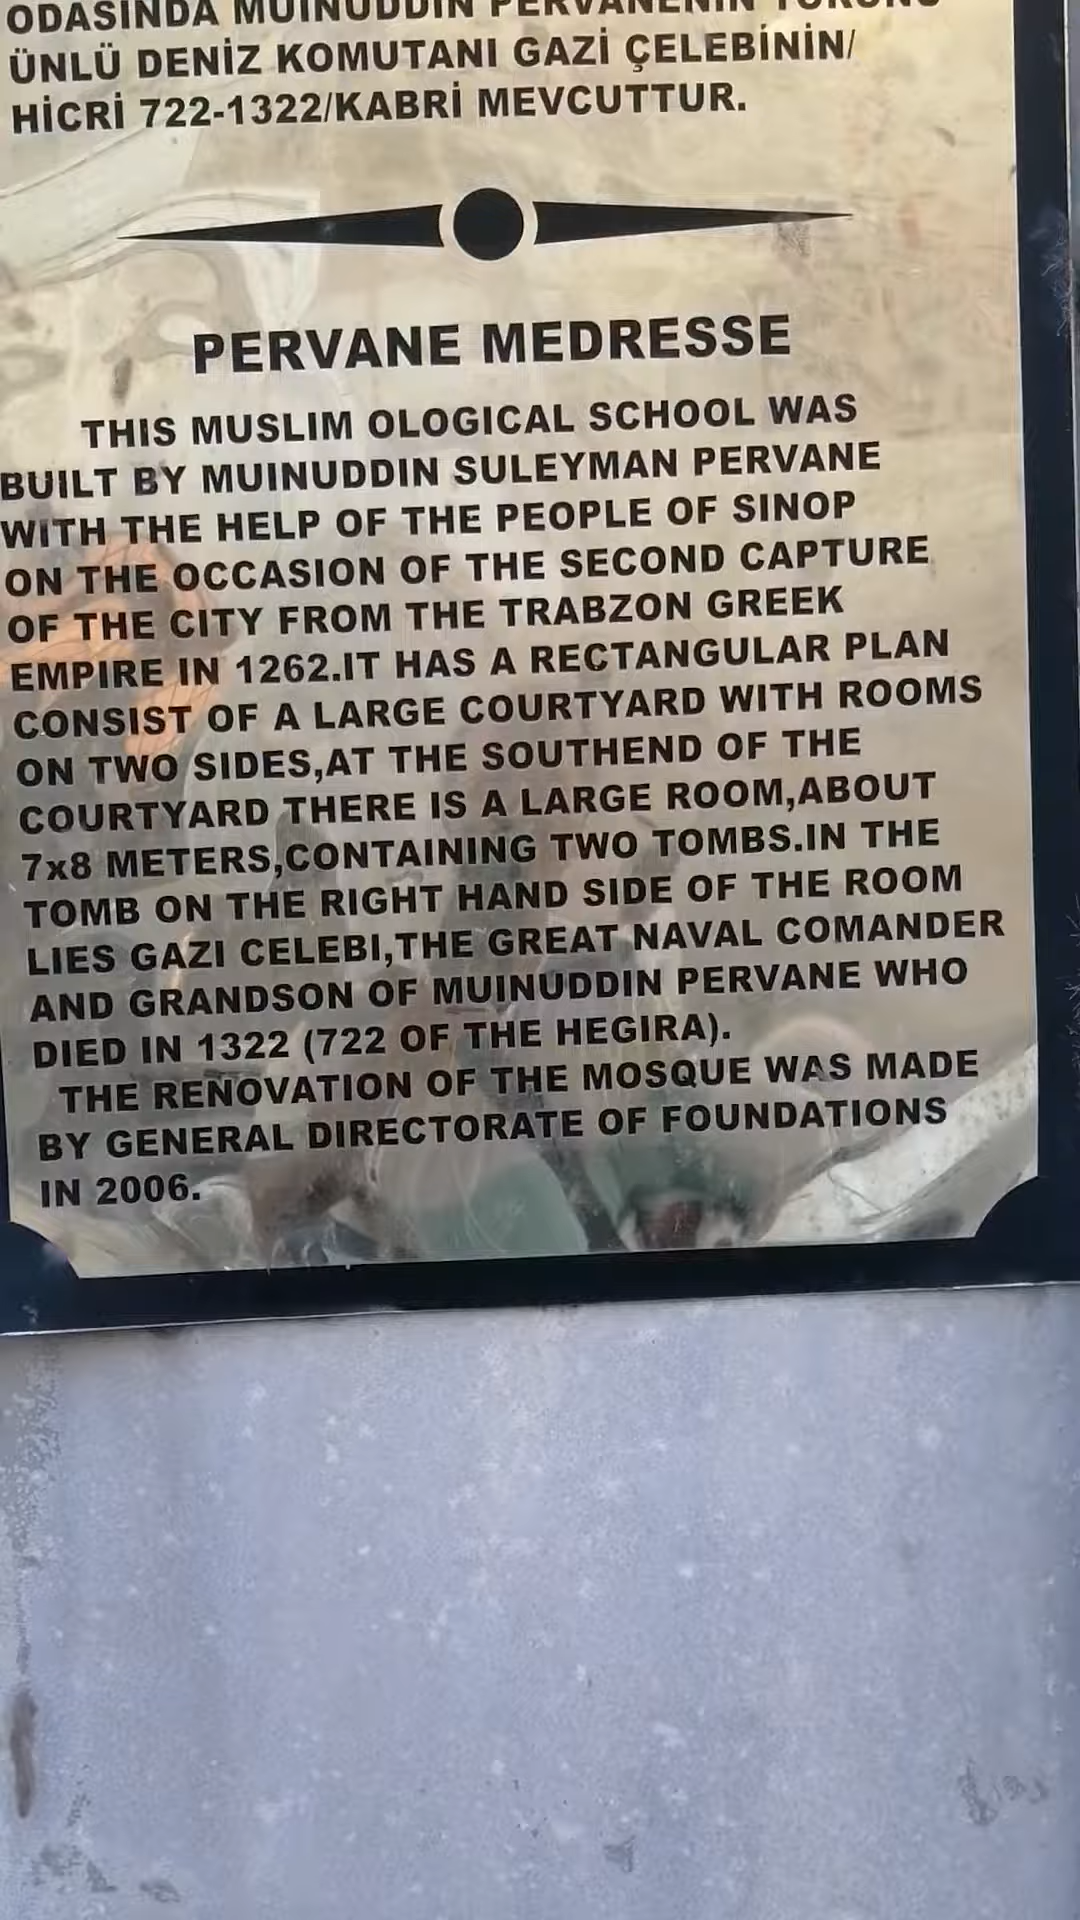 ODASINDA MUİNUDDİN PERVANENİN TORUNU
ÜNLÜ DENİZ KOMUTANI GAZİ ÇELEBİNİN/
HİCRİ 722-1322/KABRİ MEVCUTTUR.
PERVANE MEDRESSE
THIS MUSLIM OLOGICAL SCHOOL WAS
BUILT BY MUINUDDIN SULEYMAN PERVANE
WITH THE HELP OF THE PEOPLE OF SINOP
ON THE OCCASION OF THE SECOND CAPTURE
OF THE CITY FROM THE TRABZON GREEK
EMPIRE IN 1262.IT HAS A RECTANGULAR PLAN
CONSIST OF A LARGE COURTYARD WITH ROOMS
ON TWO SIDES,AT THE SOUTHEND OF THE
COURTYARD THERE IS A LARGE ROOM,ABOUT
7x8 METERS,CONTAINING TWO TOMBS.IN THE
TOMB ON THE RIGHT HAND SIDE OF THE ROOM
LIES GAZI CELEBI,THE GREAT NAVAL COMANDER
AND GRANDSON OF MUINUDDIN PERVANE WHO
DIED IN 1322 (722 OF THE HEGIRA).
THE RENOVATION OF THE MOSQUE WAS MADE
BY GENERAL DIRECTORATE OF FOUNDATIONS
IN 2006.